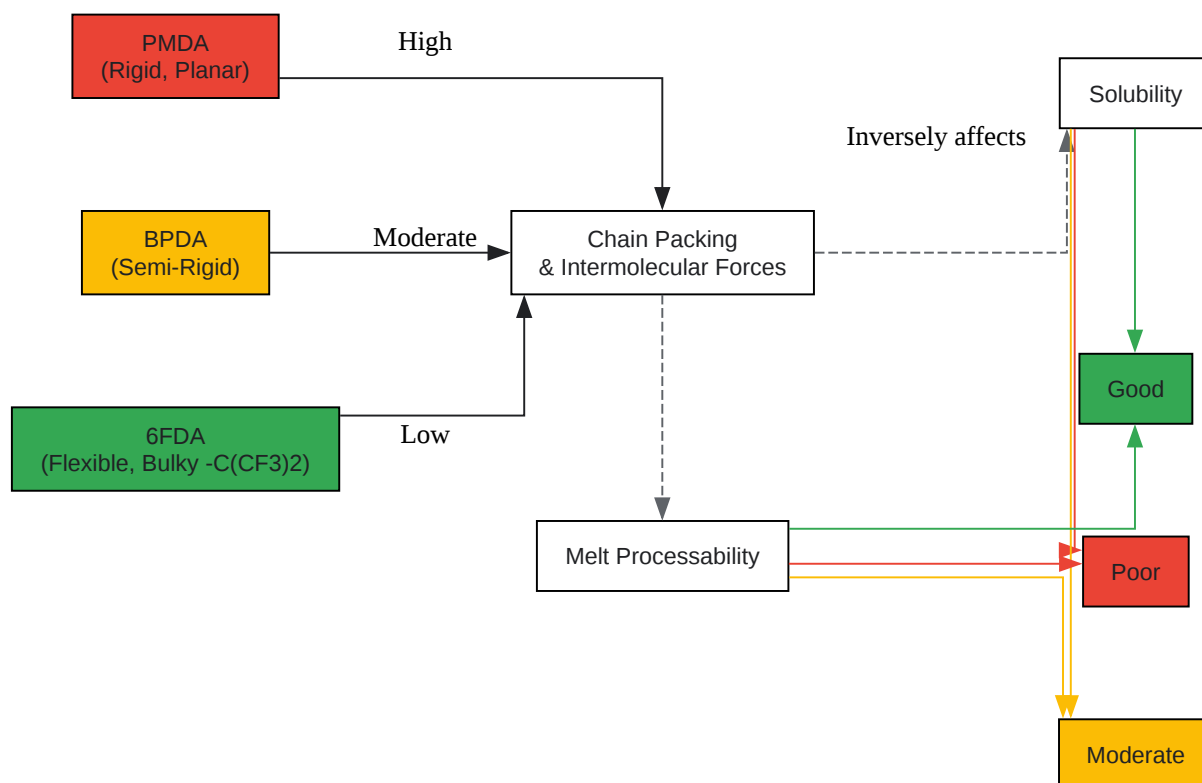 PMDA
(Rigid, Planar)
High
Solubility
Inversely affects
BPDA
(Semi-Rigid)
Moderate
Chain Packing
& Intermolecular Forces
Good
6FDA
(Flexible, Bulky -C(CF3)2)
Low
Melt Processability
Poor
Moderate